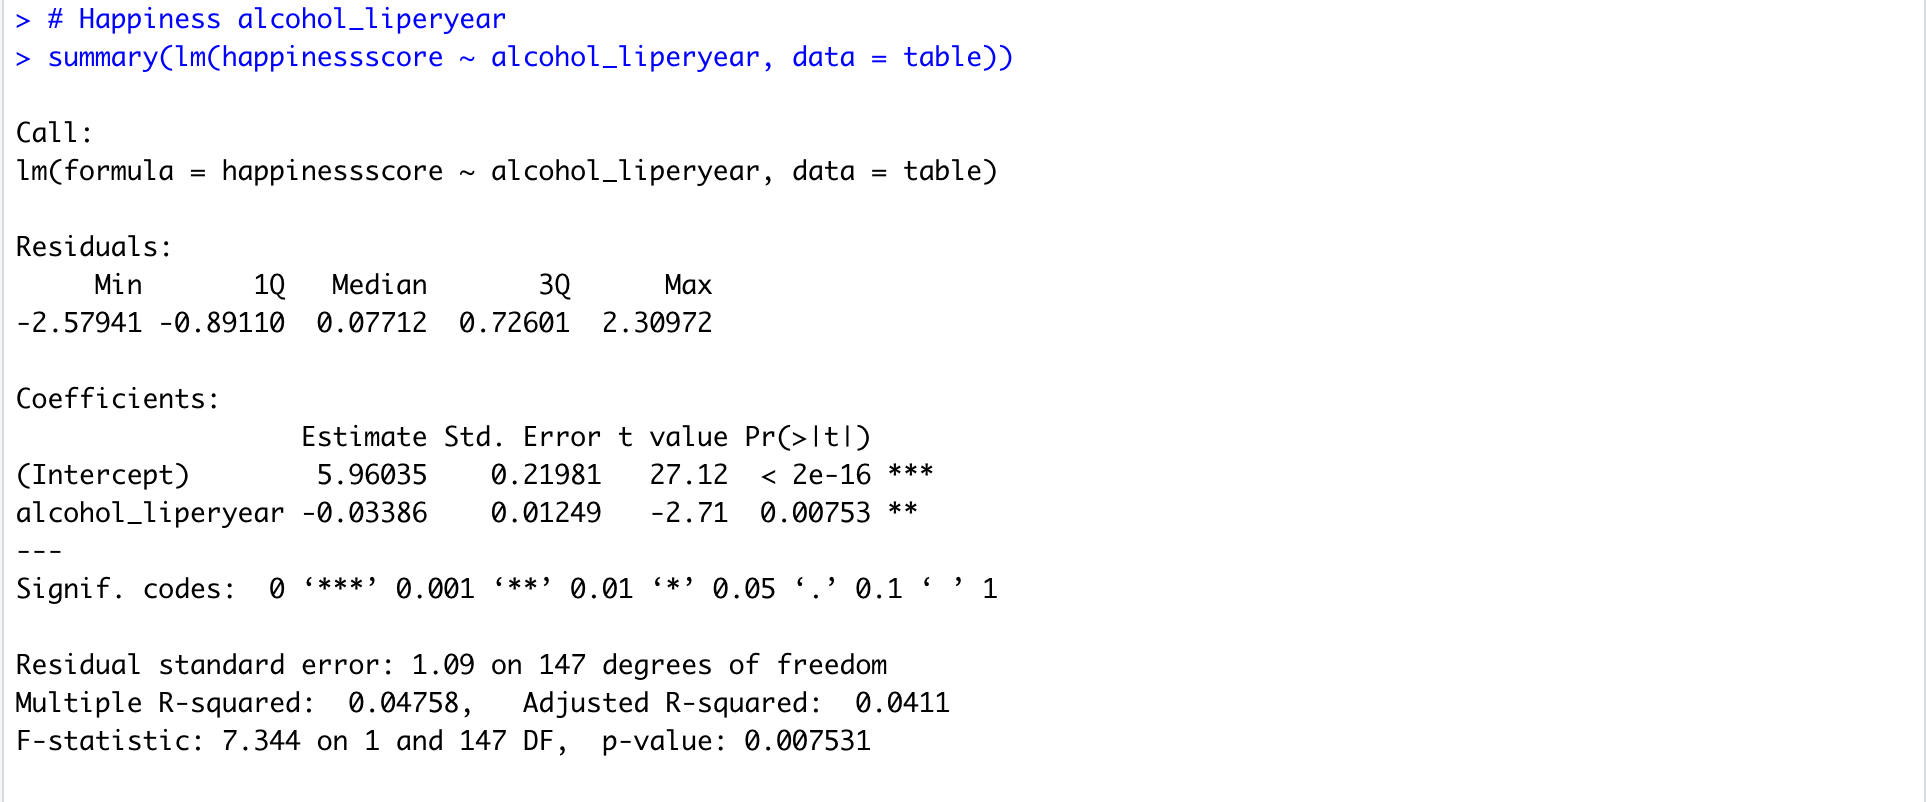 > # Happiness alcohol_liperyear
> summary(lm(happinessscore ~ alcohol_liperyear, data = table))
Call:
lm(formula = happinessscore ~ alcohol_liperyear, data = table)
Residuals:
     Min       1Q   Median       3Q      Max
-2.57941 -0.89110  0.07712  0.72601  2.30972
Coefficients:
                  Estimate Std. Error t value Pr(>|t|)
(Intercept)        5.96035    0.21981   27.12  < 2e-16 ***
alcohol_liperyear -0.03386    0.01249   -2.71  0.00753 **
---
Signif. codes:  0 ‘***’ 0.001 ‘**’ 0.01 ‘*’ 0.05 ‘.’ 0.1 ‘ ’ 1
Residual standard error: 1.09 on 147 degrees of freedom
Multiple R-squared:  0.04758,   Adjusted R-squared:  0.0411
F-statistic: 7.344 on 1 and 147 DF,  p-value: 0.007531